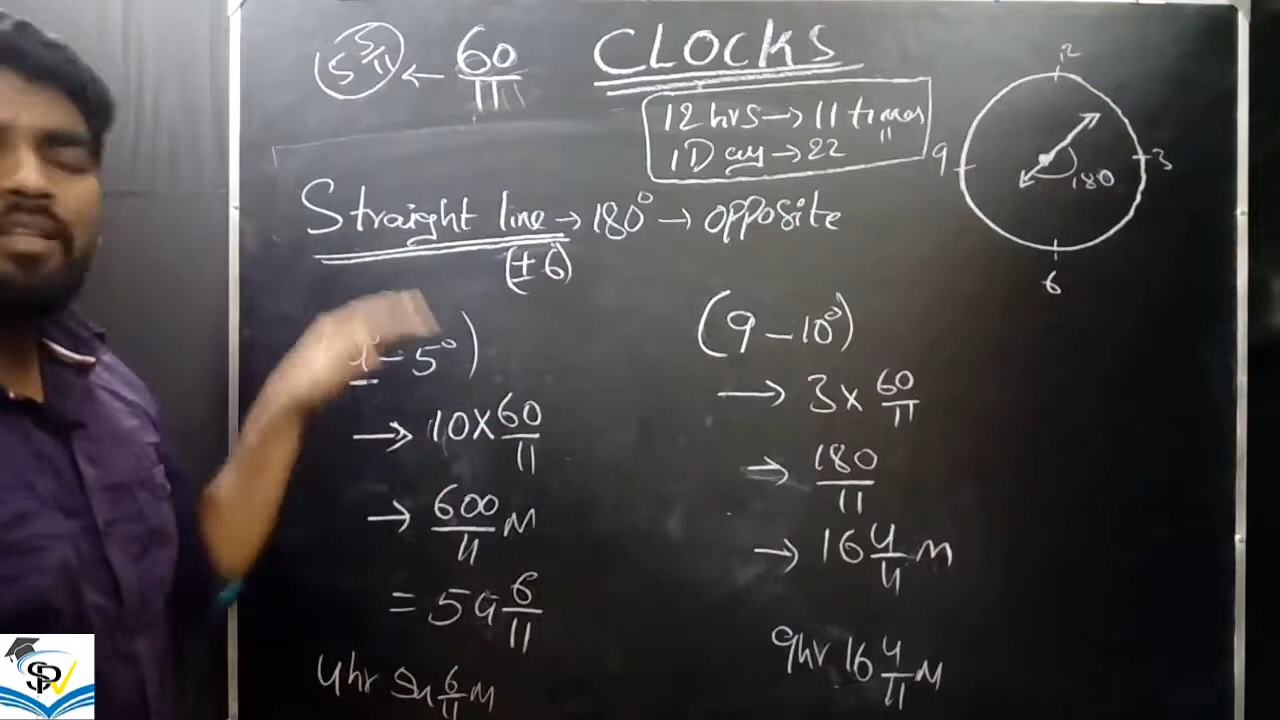 5 5/11 ← 60/11 CLOCKS
12 hrs → 11 times
1 Day → 22
12
9
3
180
6
Straight line → 180° → opposite
(± 6)
- 5°)
→ 10 × 60/11
→ 600/11 M
= 54 6/11
4hr 54 6/11 M
(9 - 10°)
→ 3 × 60/11
→ 180/11
→ 16 4/11 M
9hr 16 4/11 M
SPV